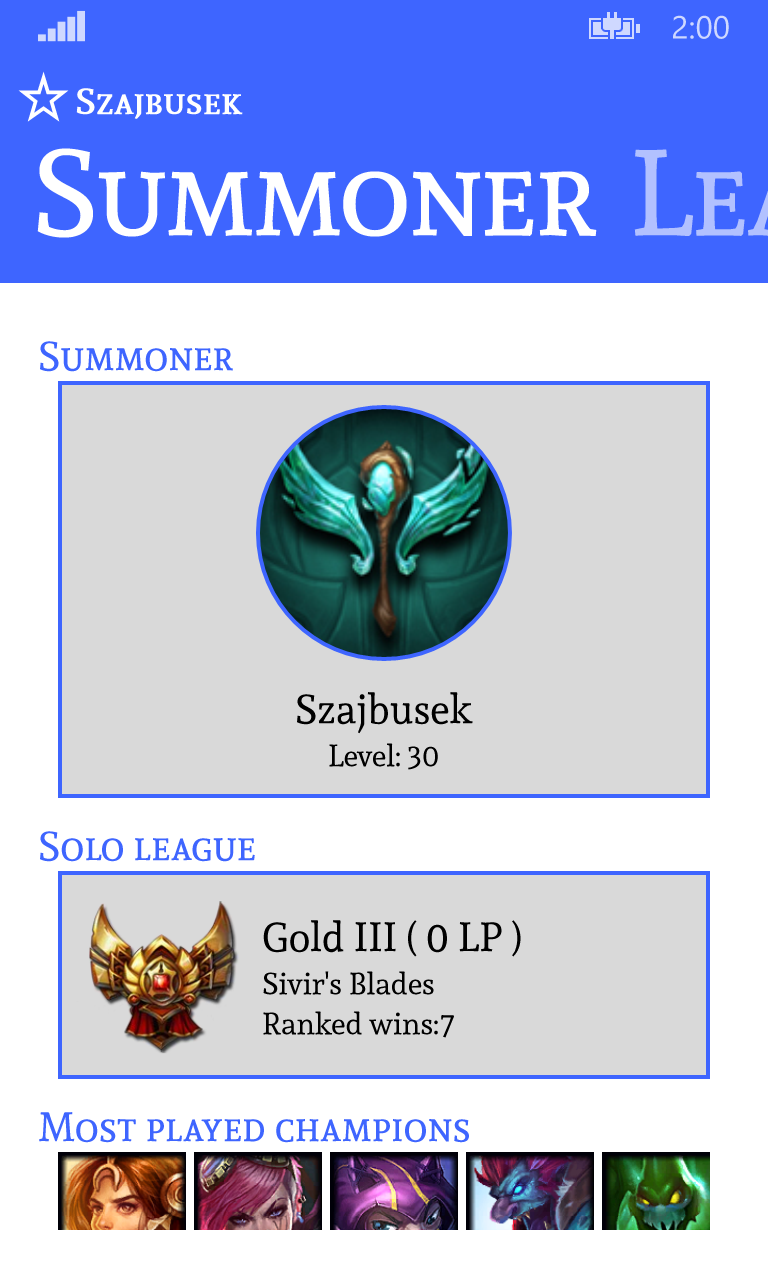 2:00
Szajbusek
Summoner Lea
Summoner
Szajbusek
Level: 30
Solo league
Gold III ( 0 LP )
Sivir's Blades
Ranked wins:7
Most played champions